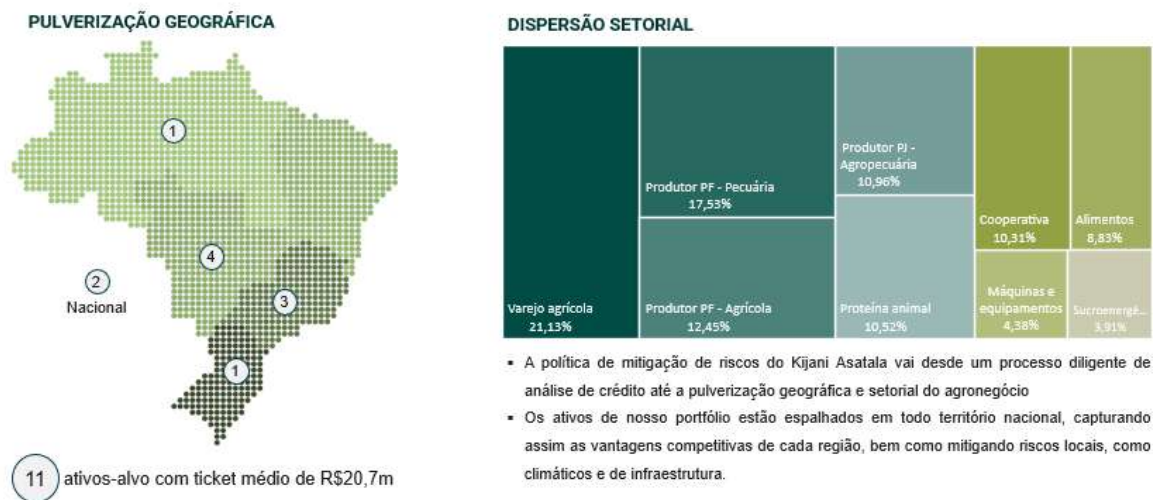 PULVERIZAÇÃO GEOGRÁFICA
1
4
2
Nacional
3
1
11 ativos-alvo com ticket médio de R$20,7m
DISPERSÃO SETORIAL
Varejo agrícola
21,13%
Produtor PF - Pecuária
17,53%
Produtor PF - Agrícola
12,45%
Produtor PJ -
Agropecuária
10,96%
Proteína animal
10,52%
Cooperativa
10,31%
Alimentos
8,83%
Máquinas e
equipamentos
4,38%
Sucroenergé...
3,91%
▪ A política de mitigação de riscos do Kijani Asatala vai desde um processo diligente de
análise de crédito até a pulverização geográfica e setorial do agronegócio
▪ Os ativos de nosso portfólio estão espalhados em todo território nacional, capturando
assim as vantagens competitivas de cada região, bem como mitigando riscos locais, como
climáticos e de infraestrutura.